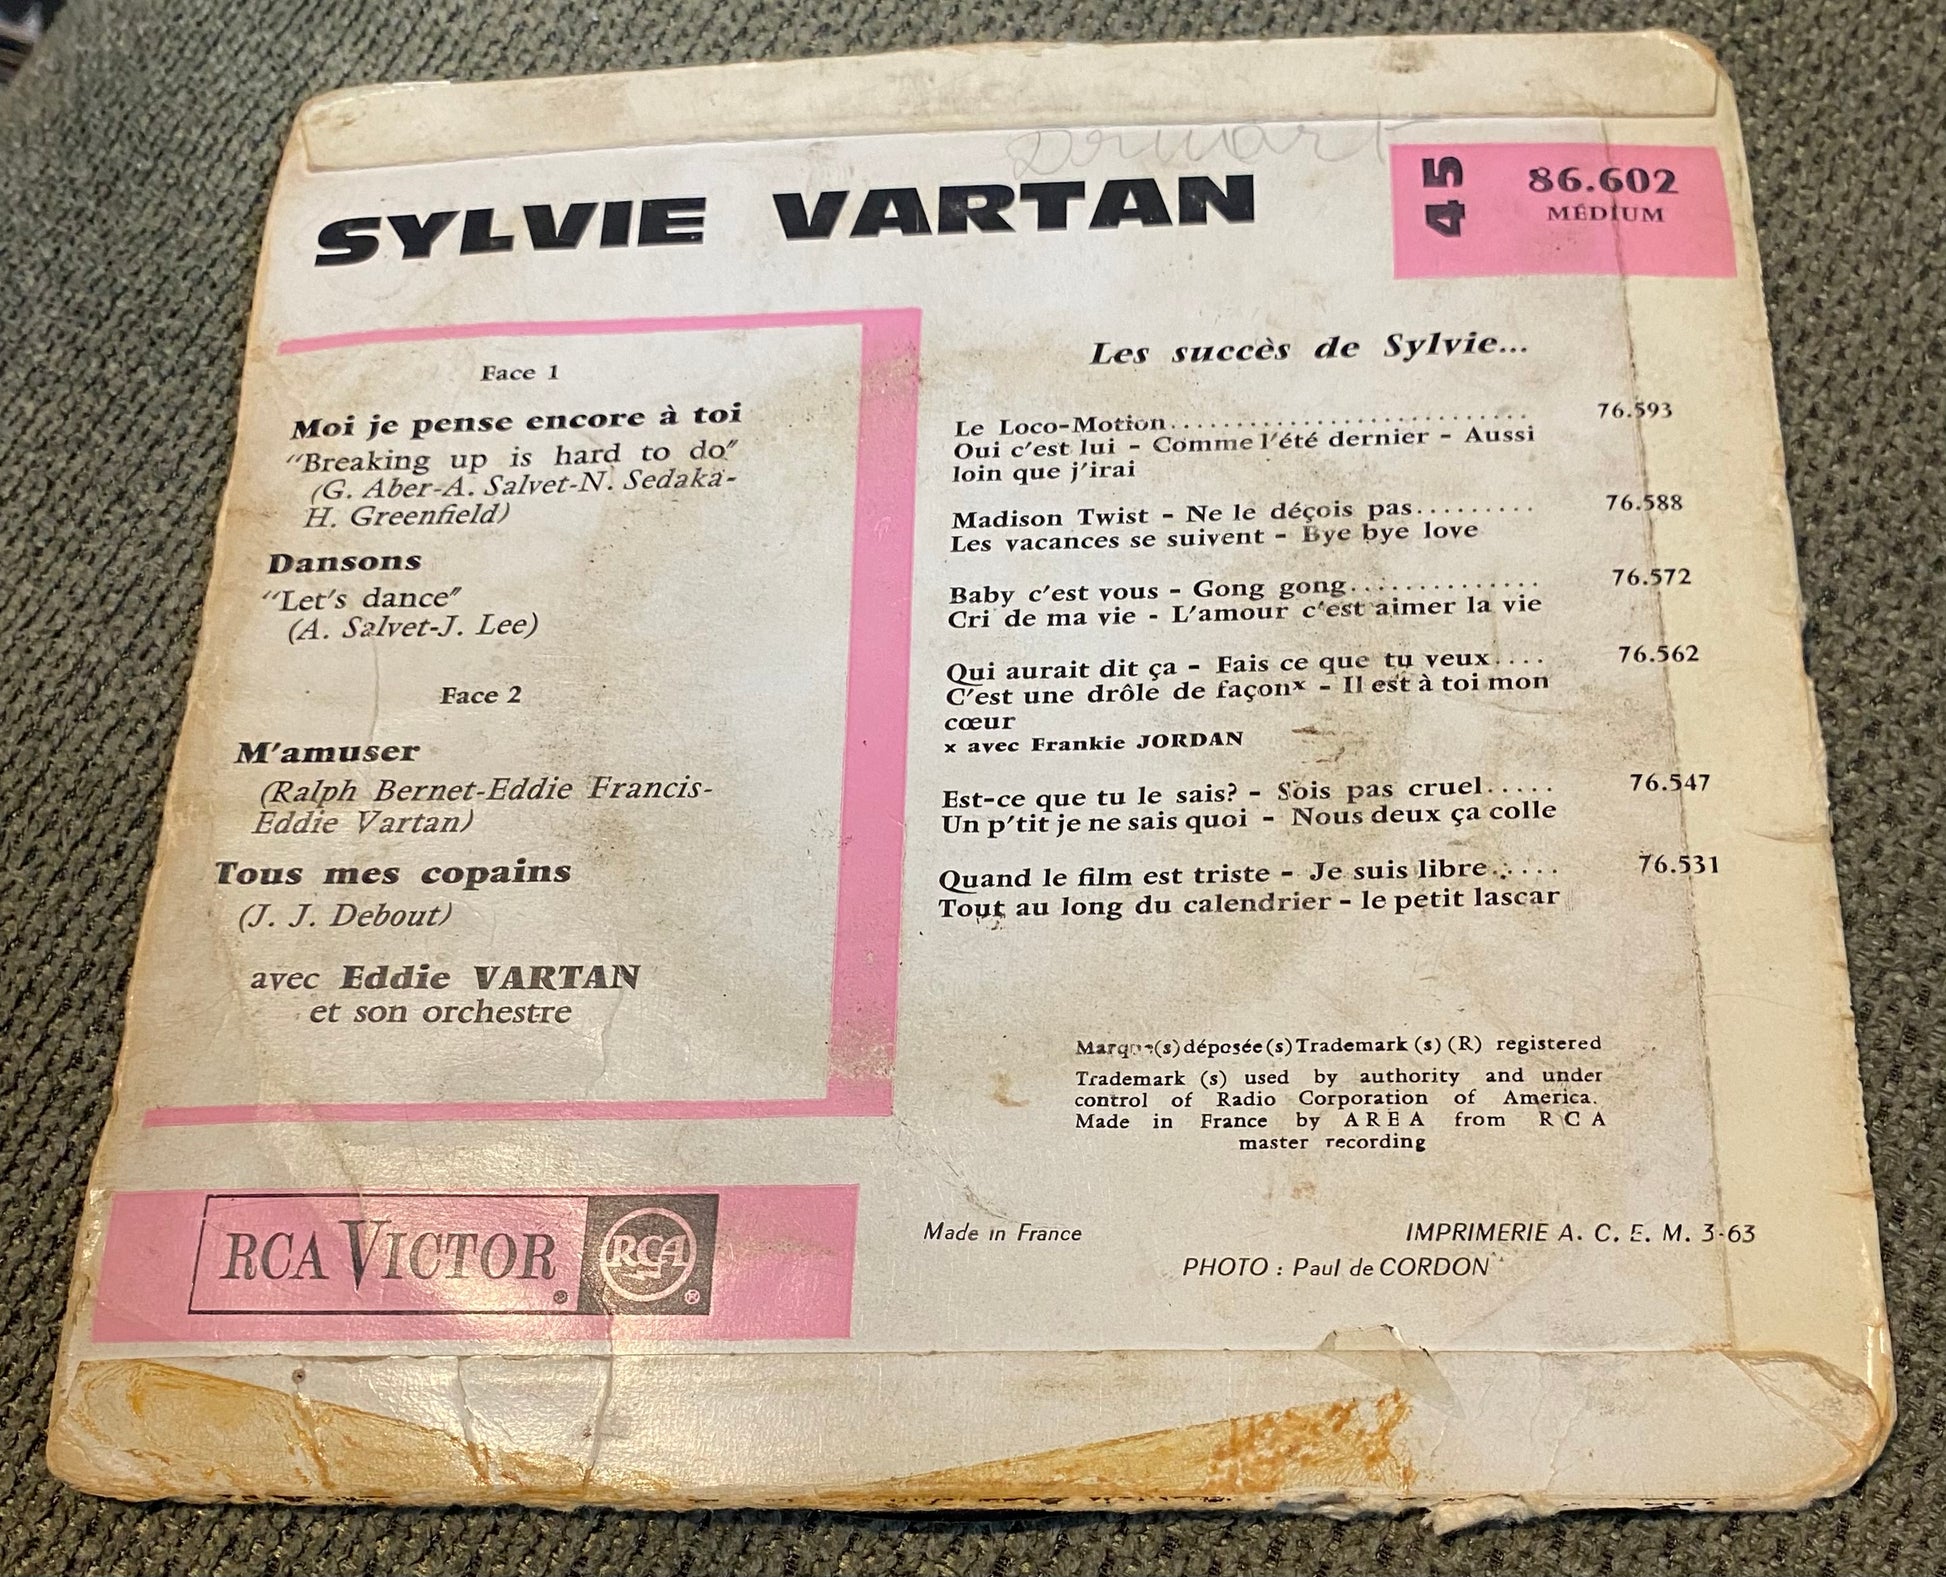 SYLVIE VARTAN
45
86.602
MÉDIUM
Face 1
Moi je pense encore à toi
“Breaking up is hard to do”
(G. Aber-A. Salvet-N. Sedaka-
H. Greenfield)
Dansons
“Let's dance”
(A. Salvet-J. Lee)
Face 2
M'amuser
(Ralph Bernet-Eddie Francis-
Eddie Vartan)
Tous mes copains
(J. J. Debout)
avec Eddie VARTAN
et son orchestre
Les succès de Sylvie...
Le Loco-Motion............................ 76.593
Oui c'est lui - Comme l'été dernier - Aussi
loin que j'irai
Madison Twist - Ne le déçois pas......... 76.588
Les vacances se suivent - Bye bye love
Baby c'est vous - Gong gong.............. 76.572
Cri de ma vie - L'amour c'est aimer la vie
Qui aurait dit ça - Fais ce que tu veux.... 76.562
C'est une drôle de façonˣ - Il est à toi mon
cœur
x avec Frankie JORDAN
Est-ce que tu le sais? - Sois pas cruel..... 76.547
Un p'tit je ne sais quoi - Nous deux ça colle
Quand le film est triste - Je suis libre..... 76.531
Tout au long du calendrier - le petit lascar
Marque(s) déposée(s) Trademark (s) (R) registered
Trademark (s) used by authority and under
control of Radio Corporation of America.
Made in France by AREA from RCA
master recording
RCA VICTOR ® RCA ®
Made in France
IMPRIMERIE A. C. E. M. 3-63
PHOTO : Paul de CORDON